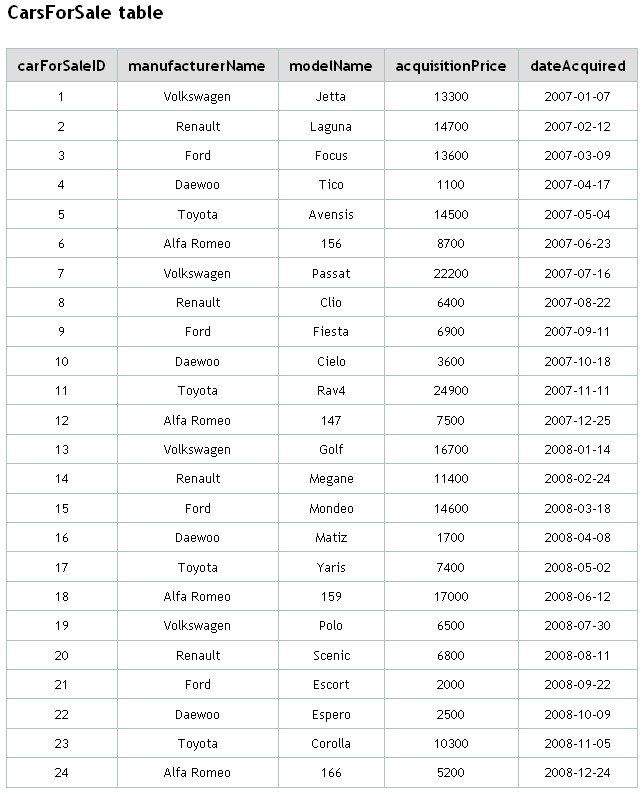 CarsForSale table
carForSaleID manufacturerName modelName acquisitionPrice dateAcquired
1 Volkswagen Jetta 13300 2007-01-07
2 Renault Laguna 14700 2007-02-12
3 Ford Focus 13600 2007-03-09
4 Daewoo Tico 1100 2007-04-17
5 Toyota Avensis 14500 2007-05-04
6 Alfa Romeo 156 8700 2007-06-23
7 Volkswagen Passat 22200 2007-07-16
8 Renault Clio 6400 2007-08-22
9 Ford Fiesta 6900 2007-09-11
10 Daewoo Cielo 3600 2007-10-18
11 Toyota Rav4 24900 2007-11-11
12 Alfa Romeo 147 7500 2007-12-25
13 Volkswagen Golf 16700 2008-01-14
14 Renault Megane 11400 2008-02-24
15 Ford Mondeo 14600 2008-03-18
16 Daewoo Matiz 1700 2008-04-08
17 Toyota Yaris 7400 2008-05-02
18 Alfa Romeo 159 17000 2008-06-12
19 Volkswagen Polo 6500 2008-07-30
20 Renault Scenic 6800 2008-08-11
21 Ford Escort 2000 2008-09-22
22 Daewoo Espero 2500 2008-10-09
23 Toyota Corolla 10300 2008-11-05
24 Alfa Romeo 166 5200 2008-12-24